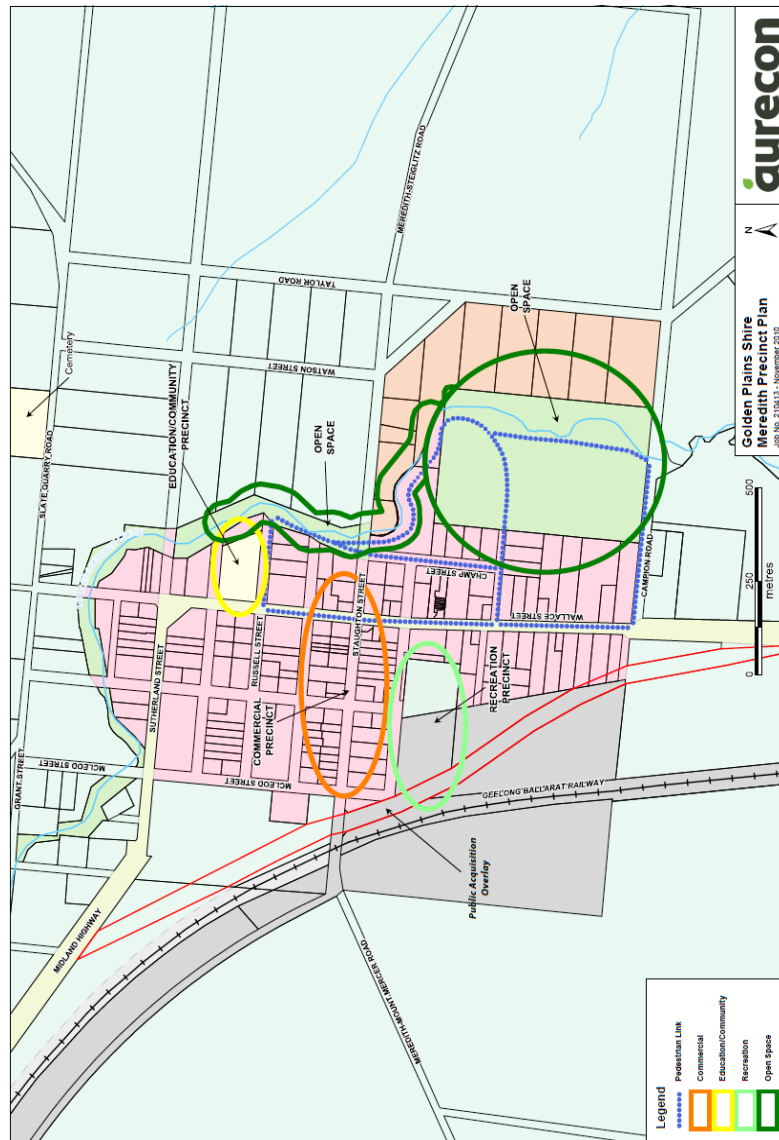 MIDLAND HIGHWAY
GRANT STREET
MCLEOD STREET
SUTHERLAND STREET
SLATE QUARRY ROAD
Cemetery
EDUCATION/COMMUNITY
PRECINCT
RUSSELL STREET
COMMERCIAL
PRECINCT
MCLEOD STREET
STAUGHTON STREET
OPEN
SPACE
WATSON STREET
TAYLOR ROAD
MEREDITH-STEIGLITZ ROAD
MEREDITH-MOUNT MERCER ROAD
Public Acquisition
Overlay
GEELONG BALLARAT RAILWAY
RECREATION
PRECINCT
CHAMP STREET
WALLACE STREET
OPEN
SPACE
CAMPION ROAD
Legend
Pedestrian Link
Commercial
Education/Community
Recreation
Open Space
0 250 500
metres
Golden Plains Shire
Meredith Precinct Plan
Job No. 210413 - November 2010
N
aurecon